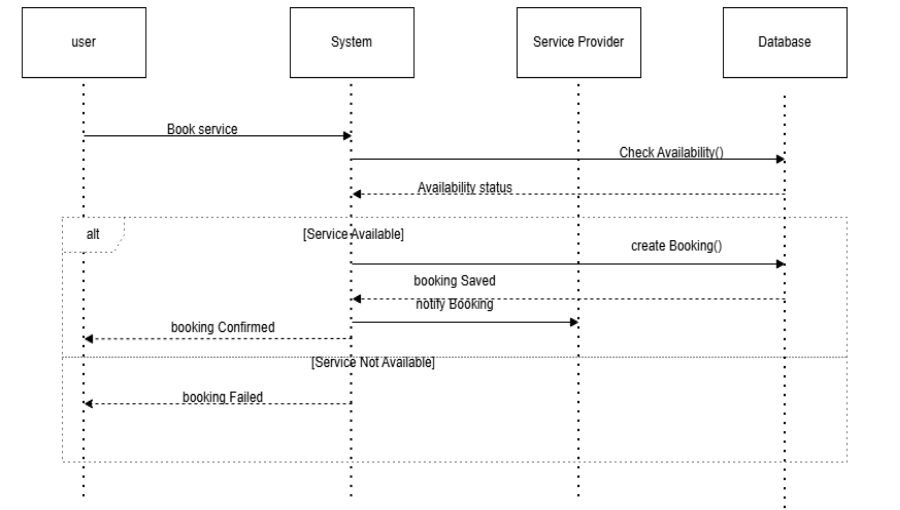 user
System
Service Provider
Database
Book service
Check Availability()
Availability status
alt
[Service Available]
create Booking()
booking Saved
notify Booking
booking Confirmed
[Service Not Available]
booking Failed